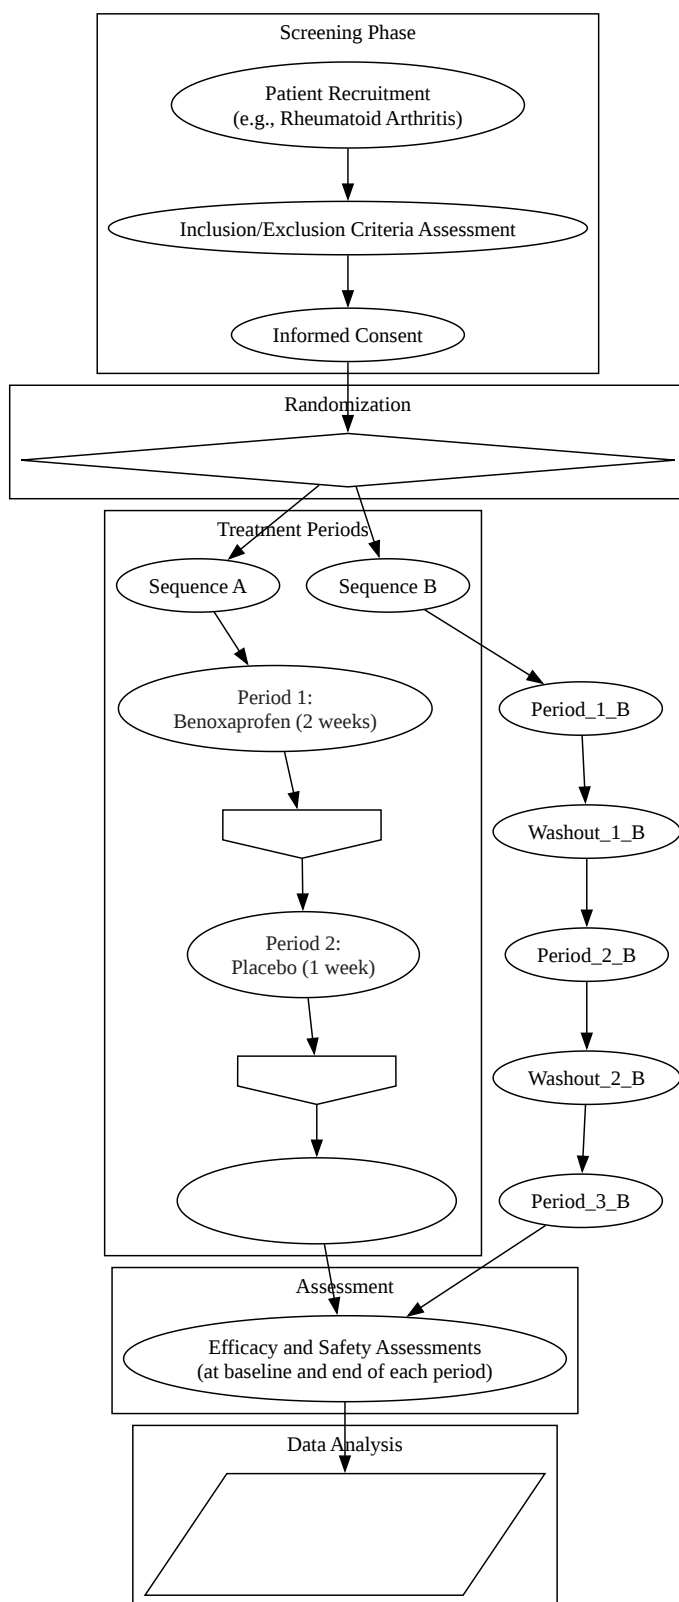 Screening Phase
Patient Recruitment
(e.g., Rheumatoid Arthritis)
Inclusion/Exclusion Criteria Assessment
Informed Consent
Randomization
Treatment Periods
Sequence A
Sequence B
Period 1:
Benoxaprofen (2 weeks)
Period_1_B
Washout_1_B
Period 2:
Placebo (1 week)
Period_2_B
Washout_2_B
Period_3_B
Assessment
Efficacy and Safety Assessments
(at baseline and end of each period)
Data Analysis